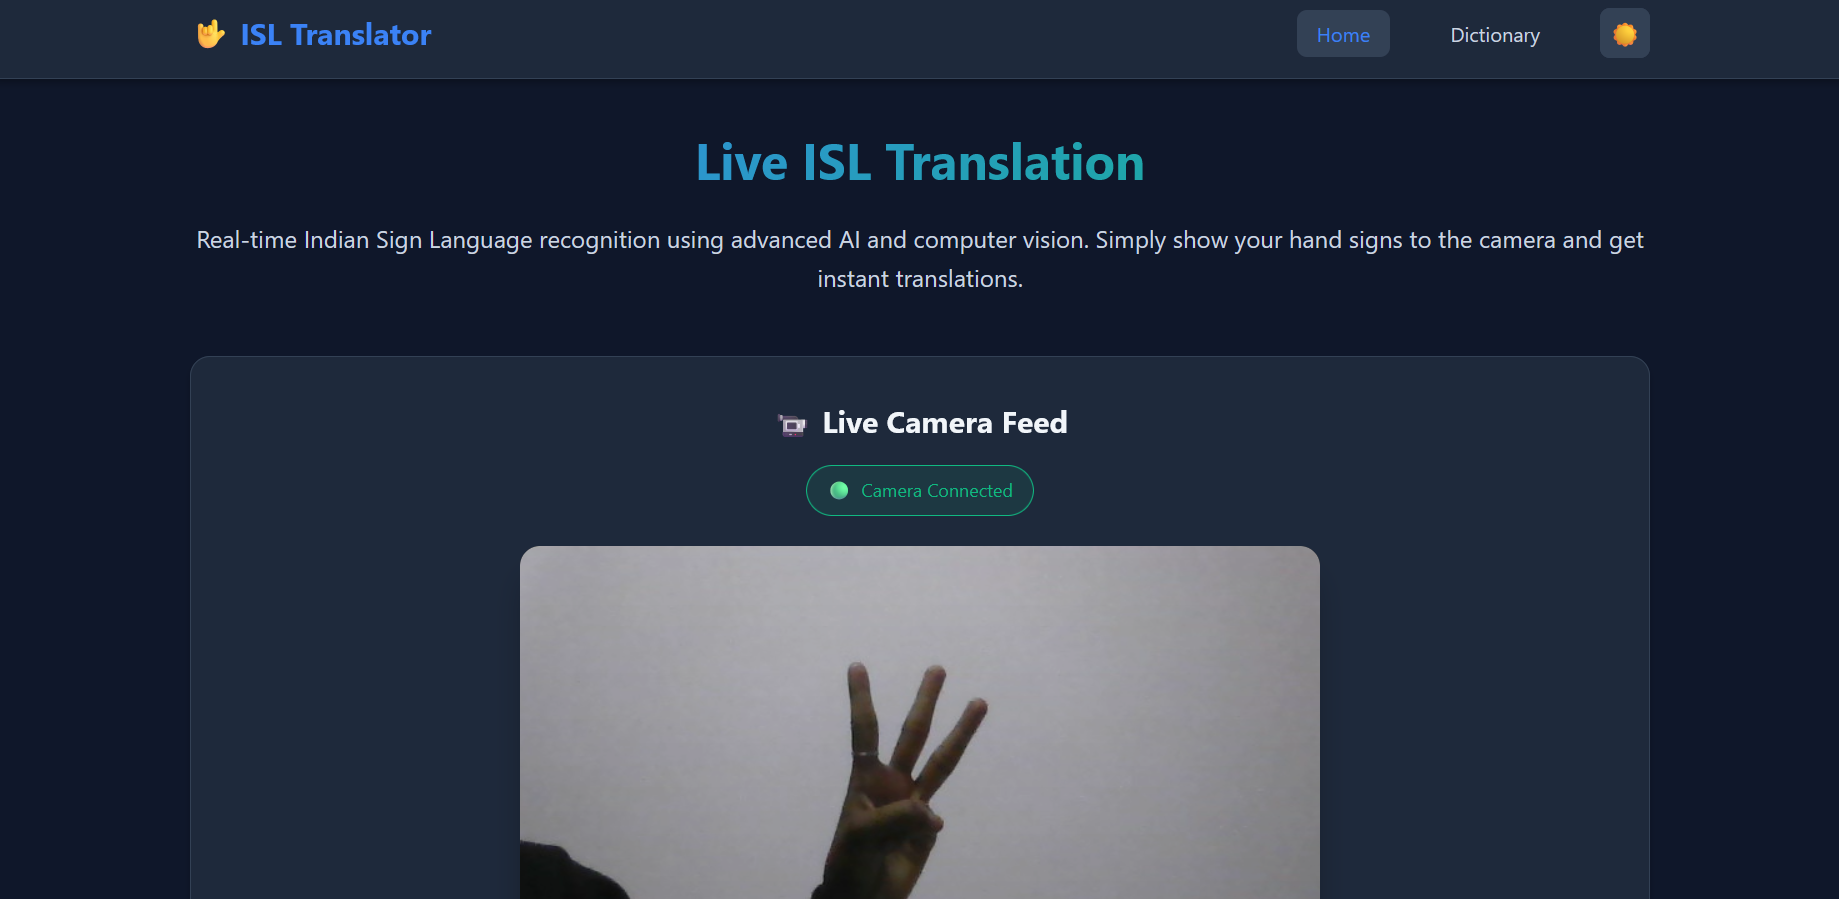 ISL Translator
Home
Dictionary
Live ISL Translation
Real-time Indian Sign Language recognition using advanced AI and computer vision. Simply show your hand signs to the camera and get
instant translations.
Live Camera Feed
Camera Connected